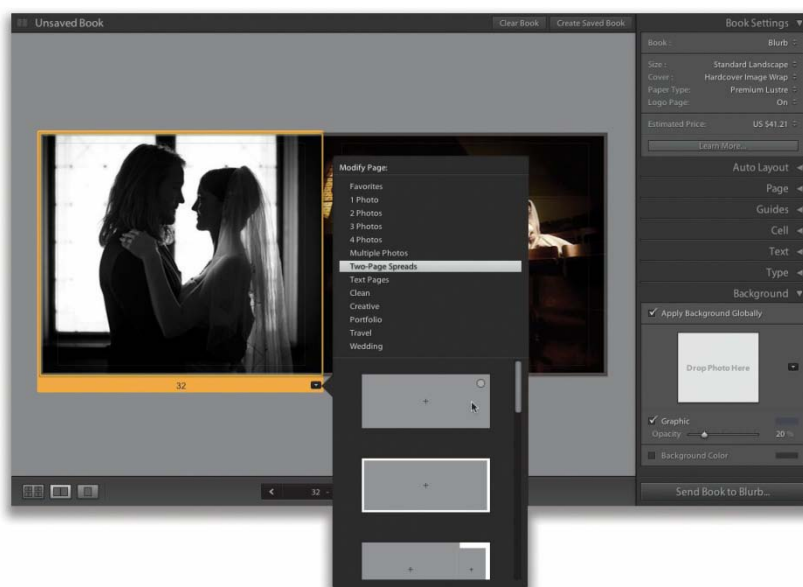 Unsaved Book
Clear Book
Create Saved Book
Book Settings
Book :
Blurb
Size :
Standard Landscape
Cover :
Hardcover Image Wrap
Paper Type:
Premium Lustre
Logo Page:
On
Estimated Price:
US $41.21
Learn More...
Auto Layout
Page
Guides
Cell
Text
Type
Background
Apply Background Globally
Drop Photo Here
Graphic
Opacity
20 %
Background Color
Send Book to Blurb...
Modify Page:
Favorites
1 Photo
2 Photos
3 Photos
4 Photos
Multiple Photos
Two-Page Spreads
Text Pages
Clean
Creative
Portfolio
Travel
Wedding
32
32 -